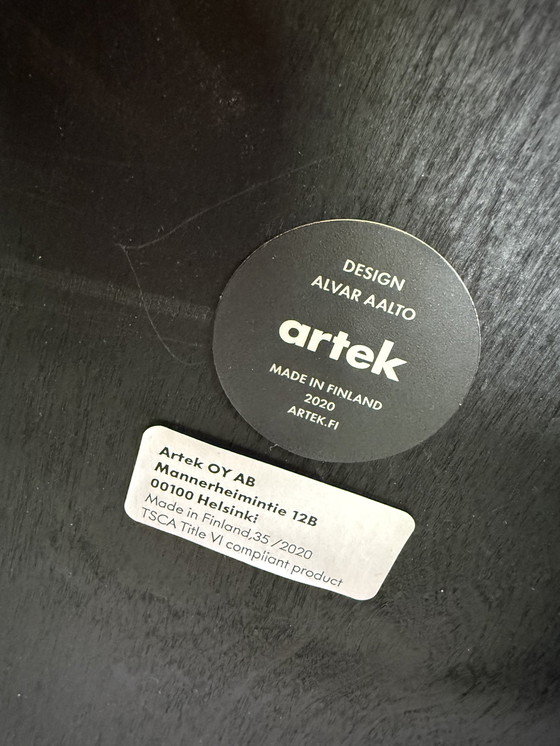 DESIGN
ALVAR AALTO
artek
MADE IN FINLAND
2020
ARTEK.FI
Artek OY AB
Mannerheimintie 12B
00100 Helsinki
Made in Finland,35 /2020
TSCA Title VI compliant product